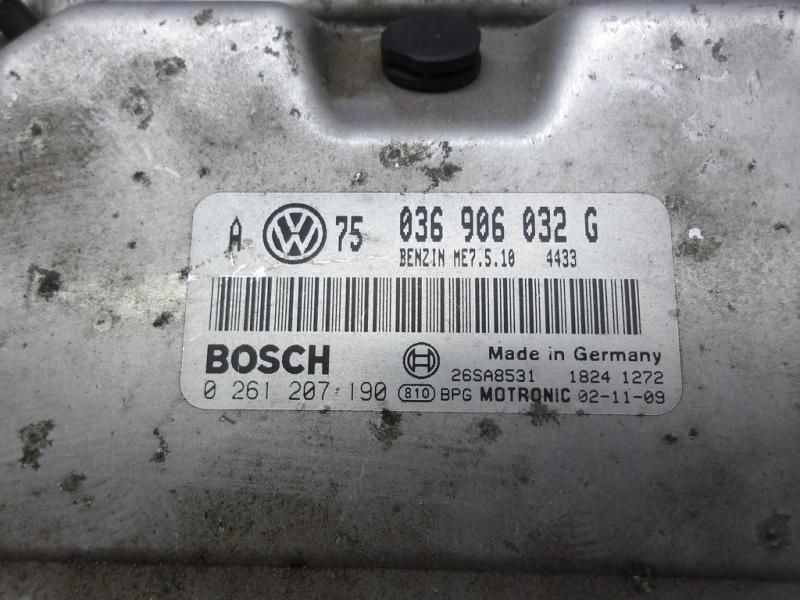 A VW 75 036 906 032 G
BENZIN ME7.5.10 4433
BOSCH Made in Germany
26SA8531 1824 1272
0 261 207 190 810 BPG MOTRONIC 02-11-09